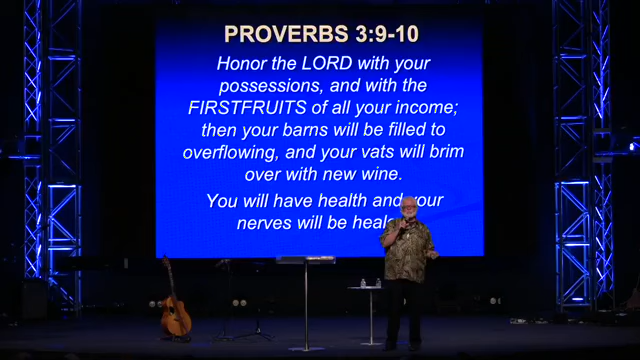 PROVERBS 3:9-10
Honor the LORD with your
possessions, and with the
FIRSTFRUITS of all your income;
then your barns will be filled to
overflowing, and your vats will brim
over with new wine.
You will have health and your
nerves will be